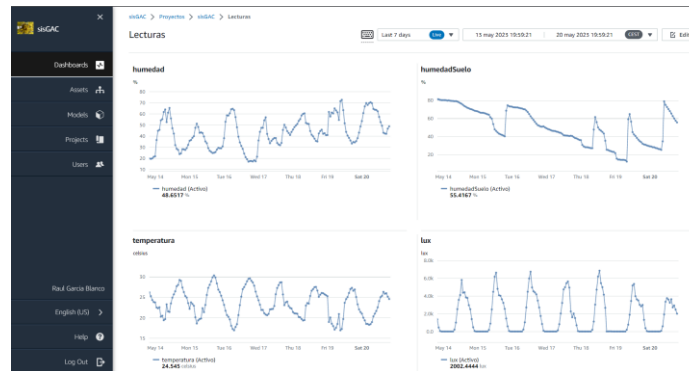 sisGAC
×
Dashboards
Assets
Models
Projects
Users
Raul Garcia Blanco
English (US) >
Help
Log Out
sisGAC > Proyectos > sisGAC > Lecturas
Lecturas
Last 7 days Live 13 may 2023 19:59:21 20 may 2023 19:59:21 CEST Edit
humedad
%
80
70
60
50
40
30
20
10
May 14 Mon 15 Tue 16 Wed 17 Thu 18 Fri 19 Sat 20
humedad (Activo)
48.6517 %
humedadSuelo
%
80
60
40
20
May 14 Mon 15 Tue 16 Wed 17 Thu 18 Fri 19 Sat 20
humedadSuelo (Activo)
55.4167 %
temperatura
celsius
30
25
20
15
May 14 Mon 15 Tue 16 Wed 17 Thu 18 Fri 19 Sat 20
temperatura (Activo)
24.545 celsius
lux
lux
8.0k
6.0k
4.0k
2.0k
0.0
May 14 Mon 15 Tue 16 Wed 17 Thu 18 Fri 19 Sat 20
lux (Activo)
2002.4444 lux